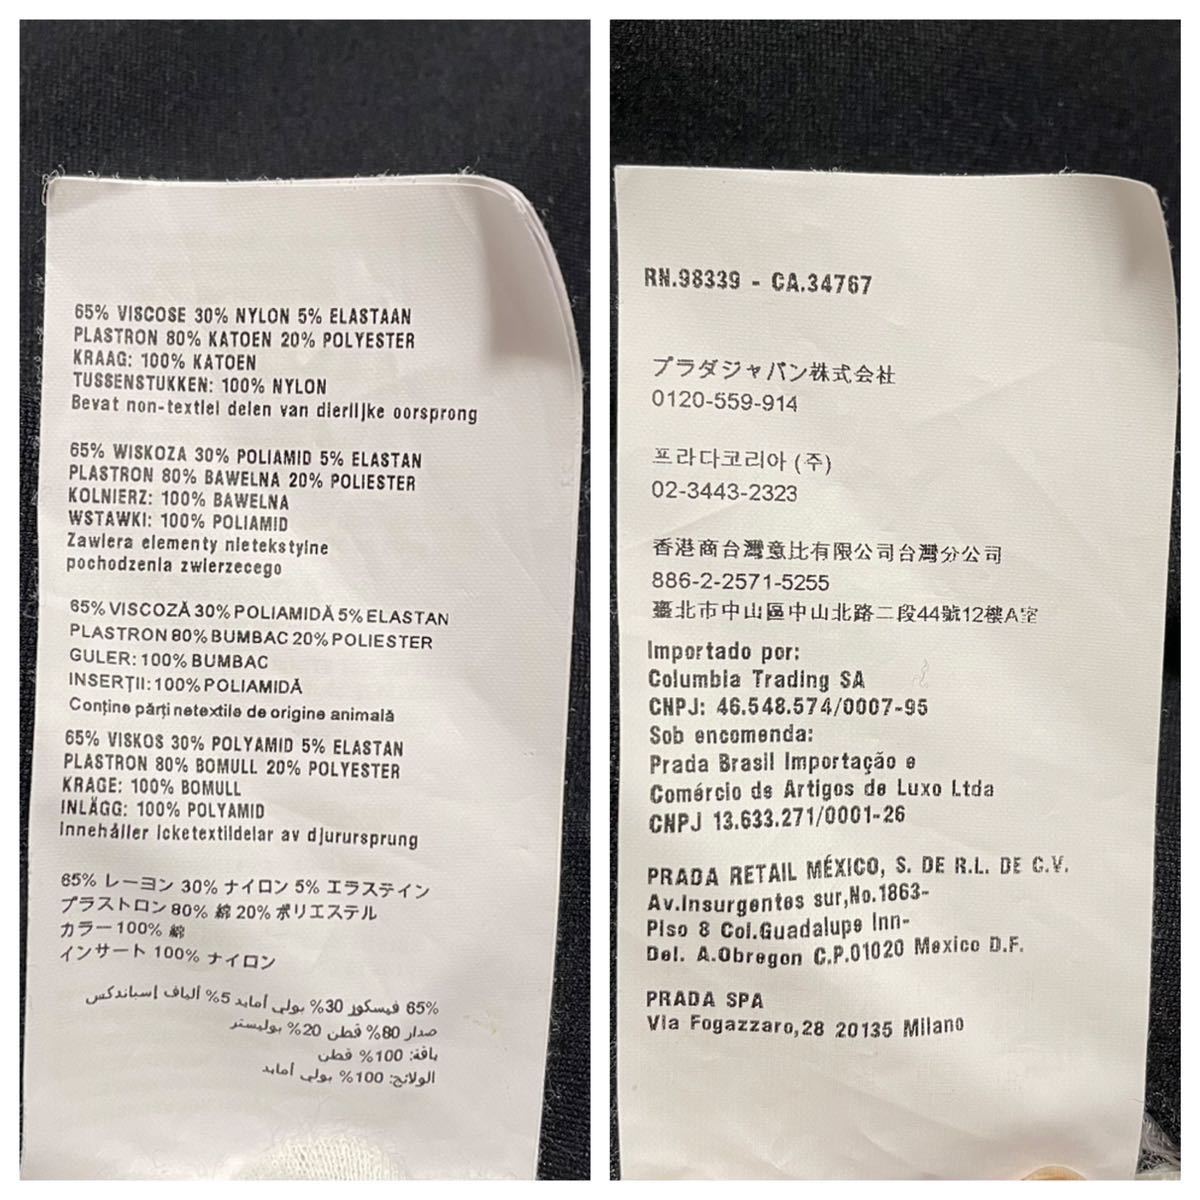 65% VISCOSE 30% NYLON 5% ELASTAAN
PLASTRON 80% KATOEN 20% POLYESTER
KRAAG: 100% KATOEN
TUSSENSTUKKEN: 100% NYLON
Bevat non-textiel delen van dierlijke oorsprong
65% WISKOZA 30% POLIAMID 5% ELASTAN
PLASTRON 80% BAWELNA 20% POLIESTER
KOLNIERZ: 100% BAWELNA
WSTAWKI: 100% POLIAMID
Zawiera elementy nietekstylne
pochodzenia zwierzecego
65% VISCOZĂ 30% POLIAMIDĂ 5% ELASTAN
PLASTRON 80% BUMBAC 20% POLIESTER
GULER: 100% BUMBAC
INSERȚII: 100% POLIAMIDĂ
Conține părți netextile de origine animală
65% VISKOS 30% POLYAMID 5% ELASTAN
PLASTRON 80% BOMULL 20% POLYESTER
KRAGE: 100% BOMULL
INLÄGG: 100% POLYAMID
Innehåller icketextildelar av djurursprung
65% レーヨン 30% ナイロン 5% エラステイン
プラストロン 80% 綿 20% ポリエステル
カラー 100% 綿
インサート 100% ナイロン
65% فيسكوز 30% بولي أمايد 5% ألياف إسباندكس
صدار 80% قطن 20% بوليستر
ياقة: 100% قطن
الولائج: 100% بولي أمايد
RN.98339 - CA.34767
プラダジャパン株式会社
0120-559-914
프라다코리아 (주)
02-3443-2323
香港商台灣意比有限公司台灣分公司
886-2-2571-5255
臺北市中山區中山北路二段44號12樓A室
Importado por:
Columbia Trading SA
CNPJ: 46.548.574/0007-95
Sob encomenda:
Prada Brasil Importação e
Comércio de Artigos de Luxo Ltda
CNPJ 13.633.271/0001-26
PRADA RETAIL MÉXICO, S. DE R.L. DE C.V.
Av.Insurgentes sur,No.1863-
Piso 8 Col.Guadalupe Inn-
Del. A.Obregon C.P.01020 Mexico D.F.
PRADA SPA
Via Fogazzaro,28 20135 Milano